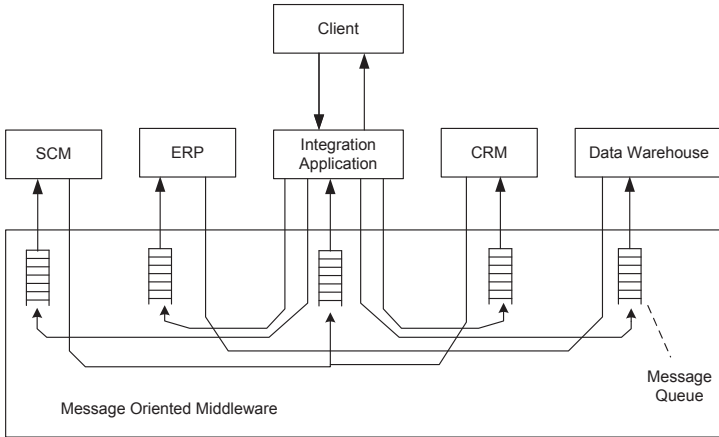 Client
SCM
ERP
Integration
Application
CRM
Data Warehouse
Message
Queue
Message Oriented Middleware